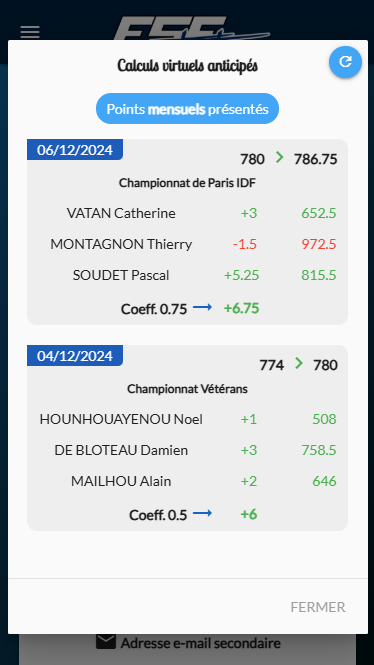 Calculs virtuels anticipés
Points mensuels présentés
06/12/2024
780 > 786.75
Championnat de Paris IDF
VATAN Catherine +3 652.5
MONTAGNON Thierry -1.5 972.5
SOUDET Pascal +5.25 815.5
Coeff. 0.75 → +6.75
04/12/2024
774 > 780
Championnat Vétérans
HOUNHOUAYENOU Noel +1 508
DE BLOTEAU Damien +3 758.5
MAILHOU Alain +2 646
Coeff. 0.5 → +6
FERMER
Adresse e-mail secondaire